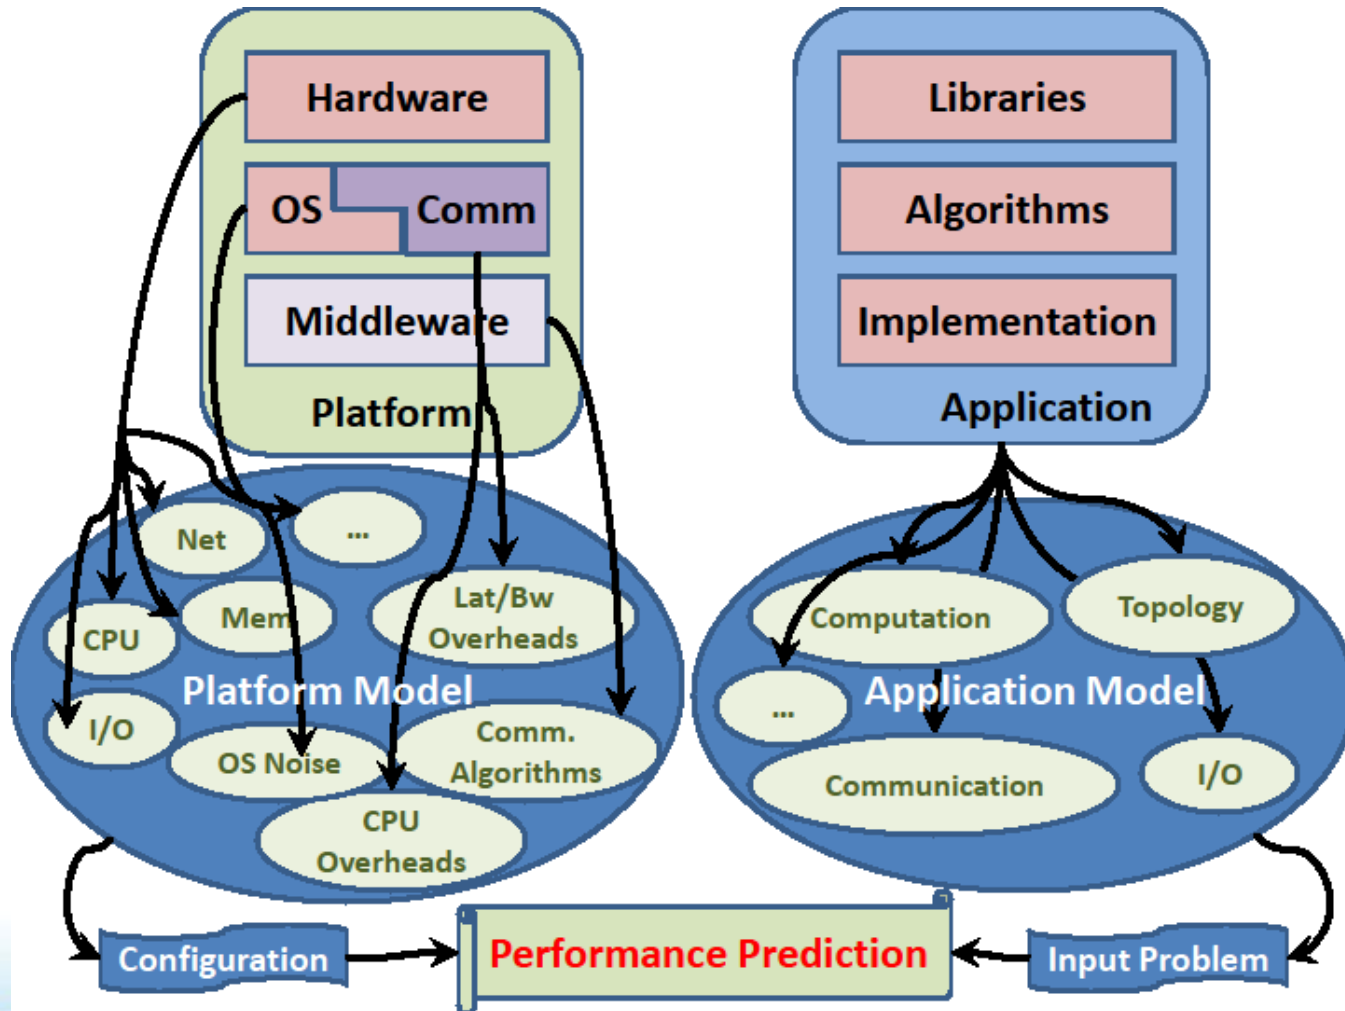 Hardware
OS
Comm
Middleware
Platform
Libraries
Algorithms
Implementation
Application
Net
...
CPU
Mem
Lat/Bw
Overheads
Platform Model
I/O
OS Noise
Comm.
Algorithms
CPU
Overheads
Computation
Topology
Application Model
...
Communication
I/O
Configuration
Performance Prediction
Input Problem